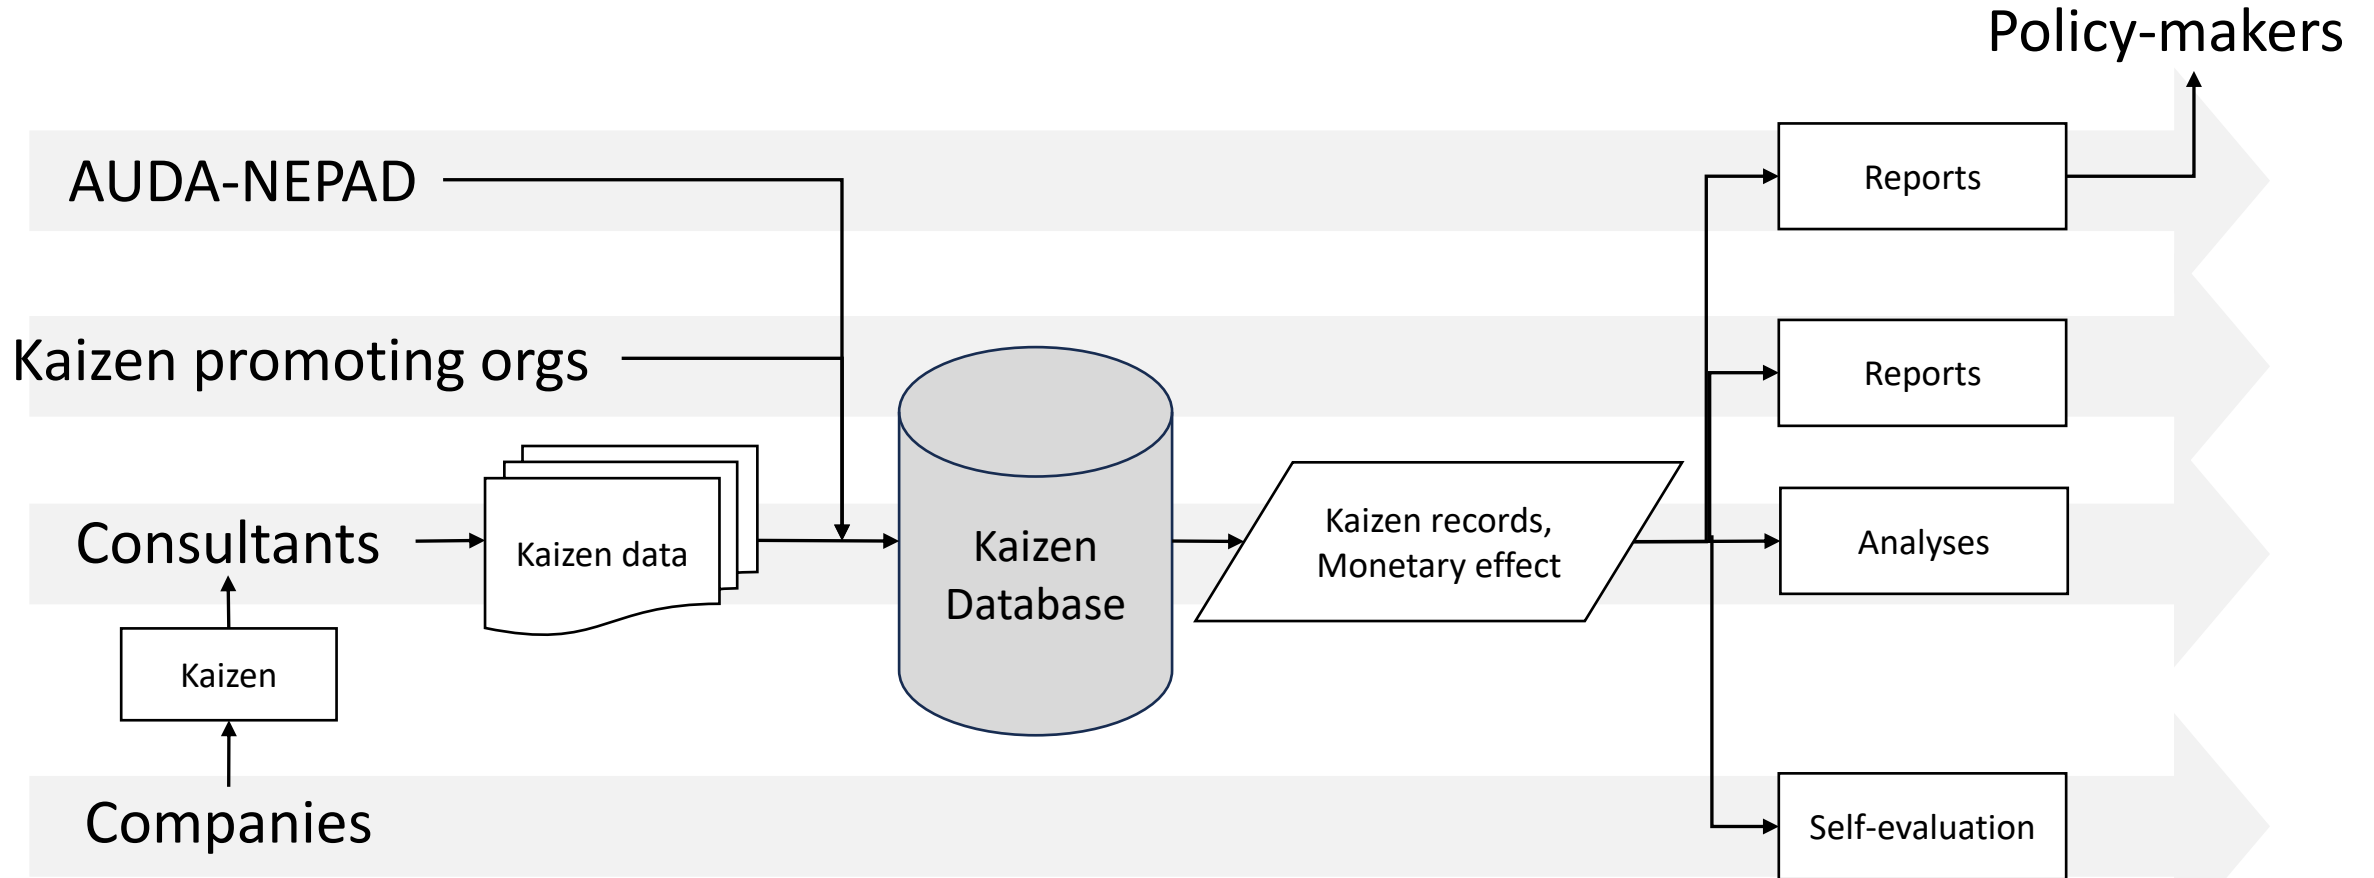 Policy-makers
AUDA-NEPAD
Reports
Kaizen promoting orgs
Reports
Consultants
Kaizen data
Kaizen
Database
Kaizen records,
Monetary effect
Analyses
Kaizen
Companies
Self-evaluation